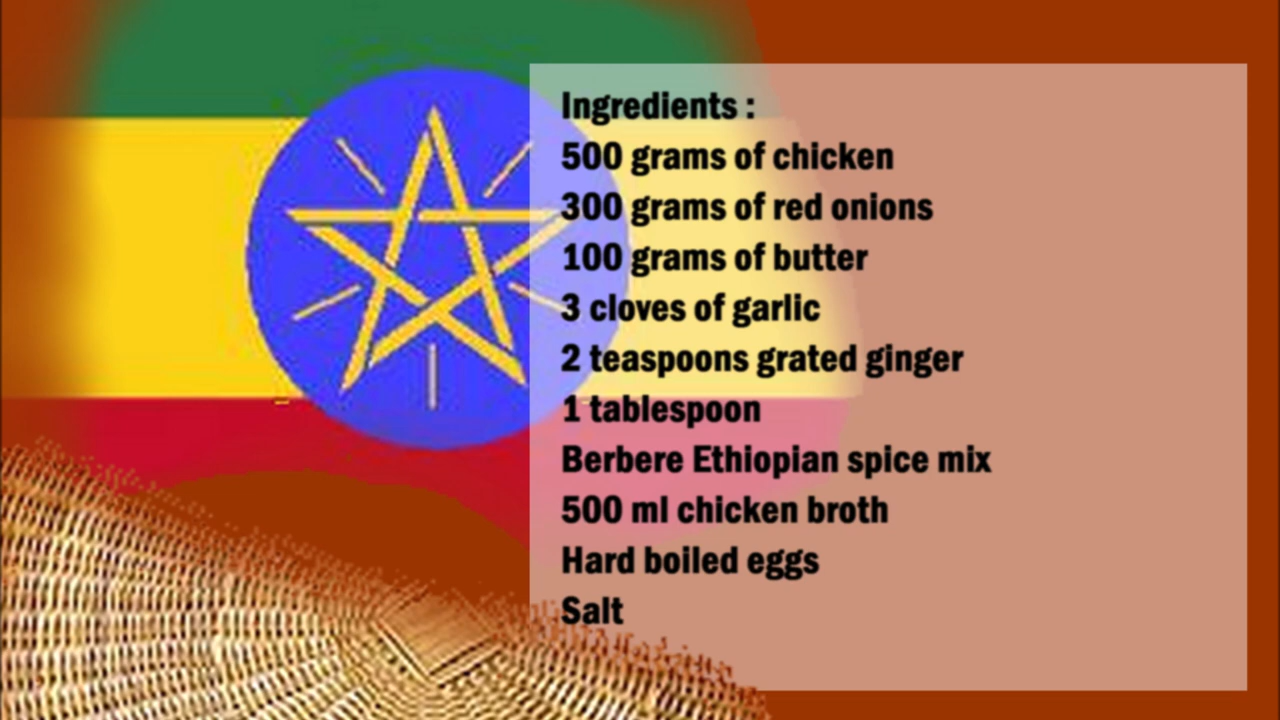 Ingredients :
500 grams of chicken
300 grams of red onions
100 grams of butter
3 cloves of garlic
2 teaspoons grated ginger
1 tablespoon
Berbere Ethiopian spice mix
500 ml chicken broth
Hard boiled eggs
Salt